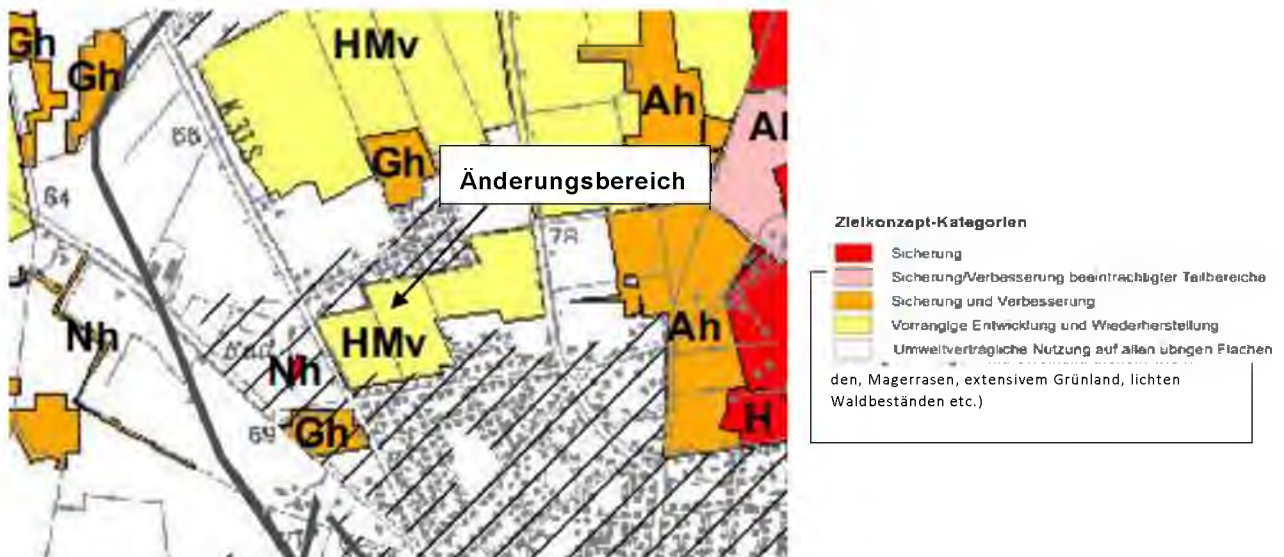 Gh
HMv
Gh
Ah
Al
68
K 31 S
Gh
Änderungsbereich
64
78
Nh
HMv
Ah
Nh
H
69
Gh
Zielkonzept-Kategorien
Sicherung
Sicherung/Verbesserung beeinträchtigter Teilbereiche
Sicherung und Verbesserung
Vorrangige Entwicklung und Wiederherstellung
Umweltverträgliche Nutzung auf allen übrigen Flächen
den, Magerrasen, extensivem Grünland, lichten
Waldbeständen etc.)